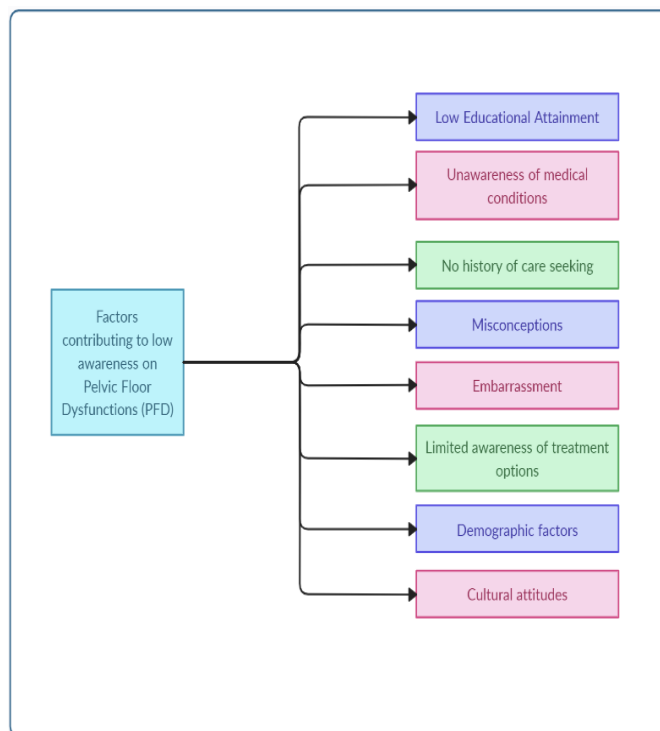 Low Educational Attainment
Unawareness of medical
conditions
No history of care seeking
Factors
contributing to low
awareness on
Pelvic Floor
Dysfunctions (PFD)
Misconceptions
Embarrassment
Limited awareness of treatment
options
Demographic factors
Cultural attitudes